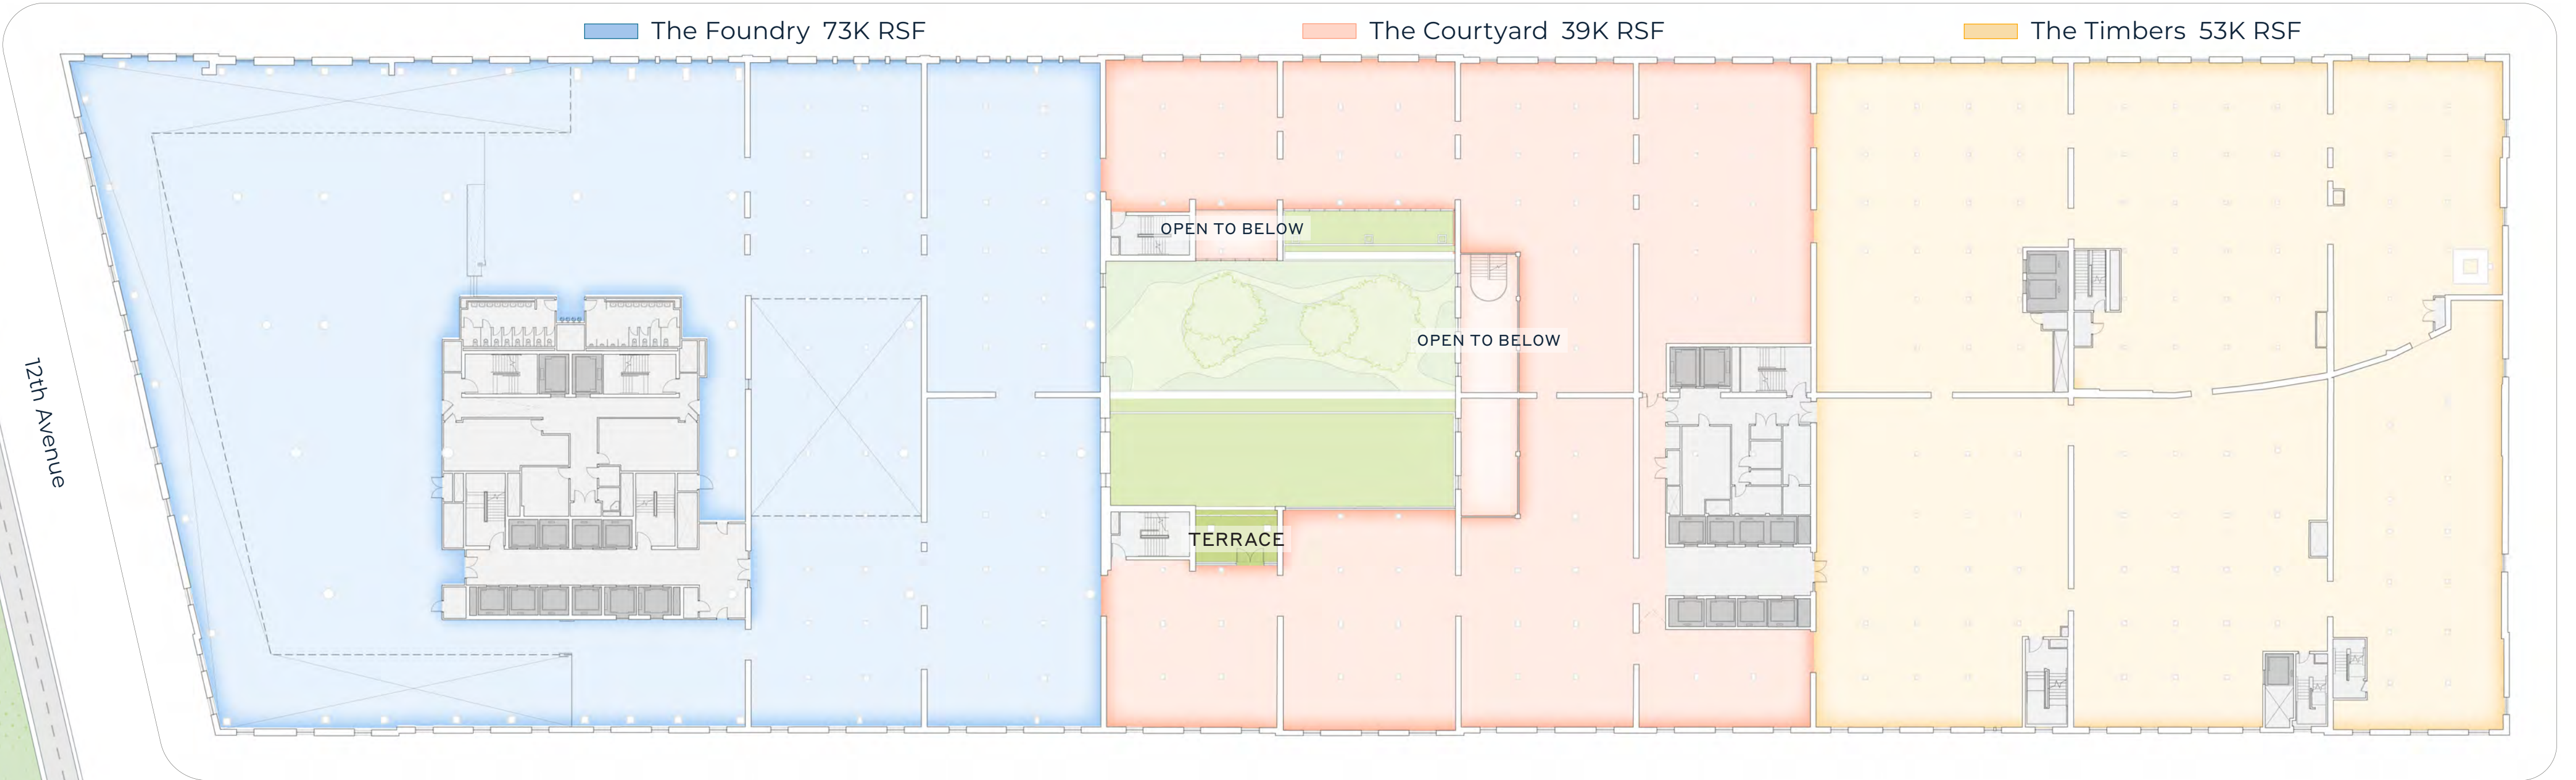 The Foundry 73K RSF
The Courtyard 39K RSF
The Timbers 53K RSF
OPEN TO BELOW
OPEN TO BELOW
12th Avenue
TERRACE